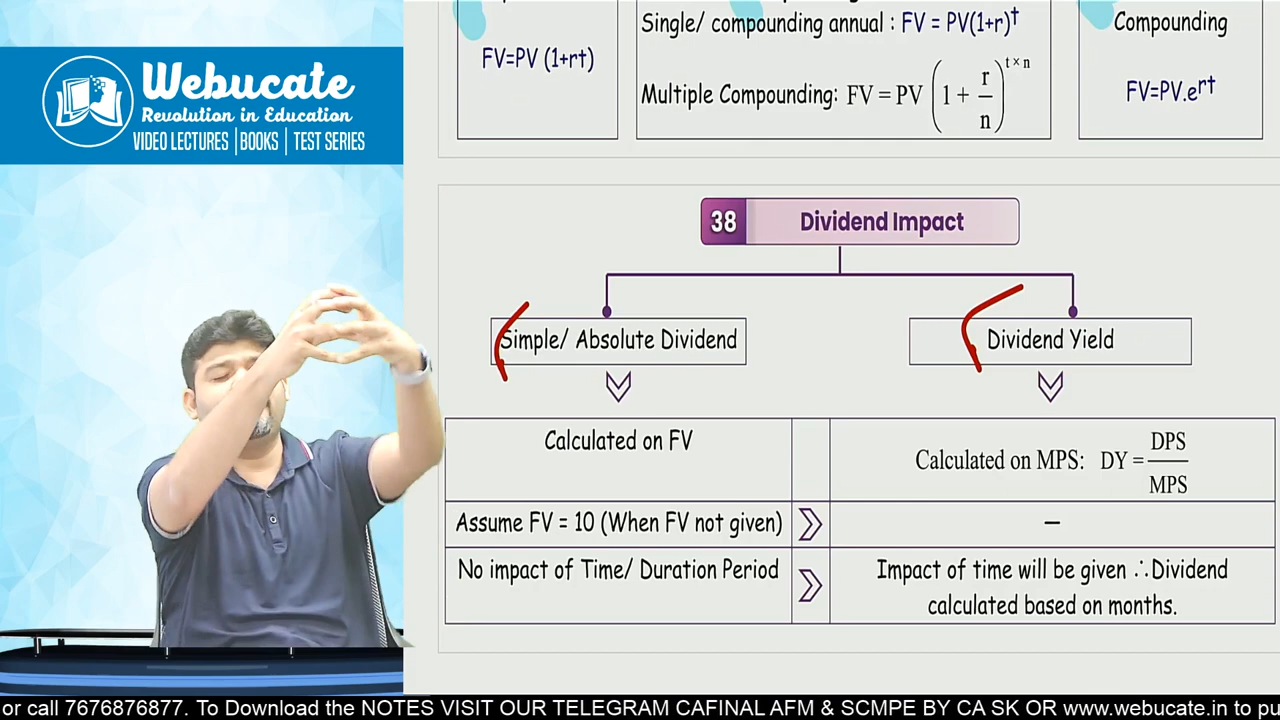 Webucate
Revolution in Education
VIDEO LECTURES | BOOKS | TEST SERIES
FV=PV (1+rt)
Single/ compounding annual : FV = PV(1+r)^t
Multiple Compounding: FV = PV (1 + r/n)^t × n
Compounding
FV=PV.e^rt
38 Dividend Impact
Simple/ Absolute Dividend
Dividend Yield
Calculated on FV
Calculated on MPS: DY = DPS/MPS
Assume FV = 10 (When FV not given)
–
No impact of Time/ Duration Period
Impact of time will be given ∴Dividend
calculated based on months.
or call 7676876877. To Download the NOTES VISIT OUR TELEGRAM CAFINAL AFM & SCMPE BY CA SK OR www.webucate.in to pu